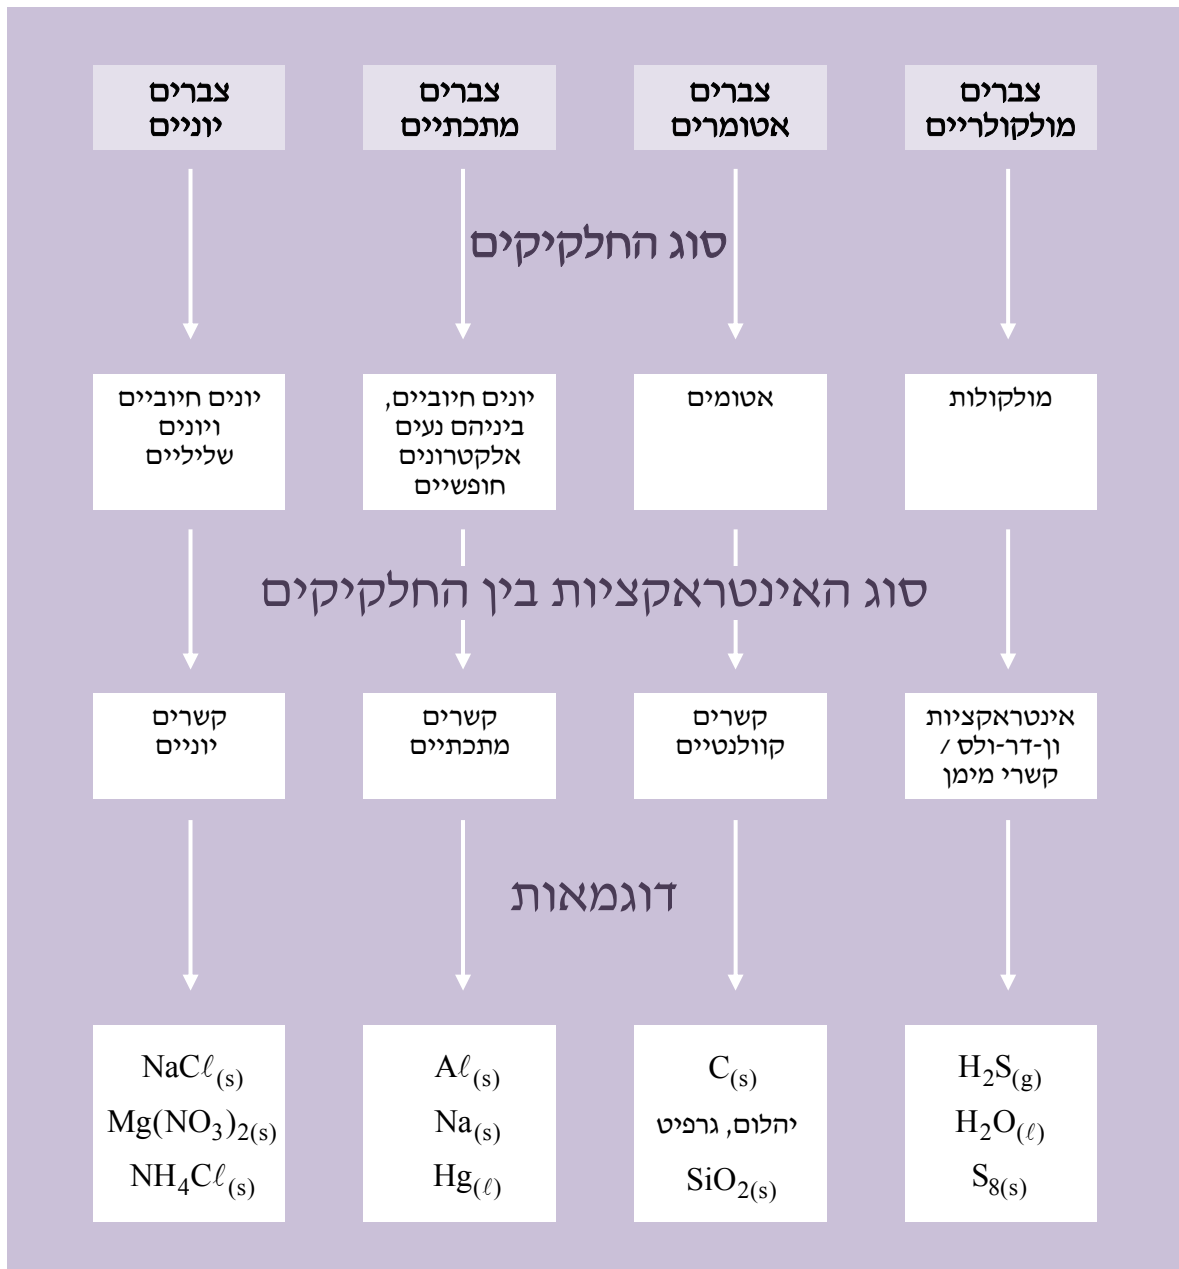 צברים
מולקולריים
צברים
אטומרים
צברים
מתכתיים
צברים
יוניים
סוג החלקיקים
מולקולות
אטומים
יונים חיוביים,
ביניהם נעים
אלקטרונים
חופשיים
יונים חיוביים
ויונים
שליליים
סוג האינטראקציות בין החלקיקים
אינטראקציות
ון-דר-ולס /
קשרי מימן
קשרים
קוולנטיים
קשרים
מתכתיים
קשרים
יוניים
דוגמאות
H₂S(g)
H₂O(ℓ)
S₈(s)
C(s)
יהלום, גרפיט
SiO₂(s)
Aℓ(s)
Na(s)
Hg(ℓ)
NaCℓ(s)
Mg(NO₃)₂(s)
NH₄Cℓ(s)